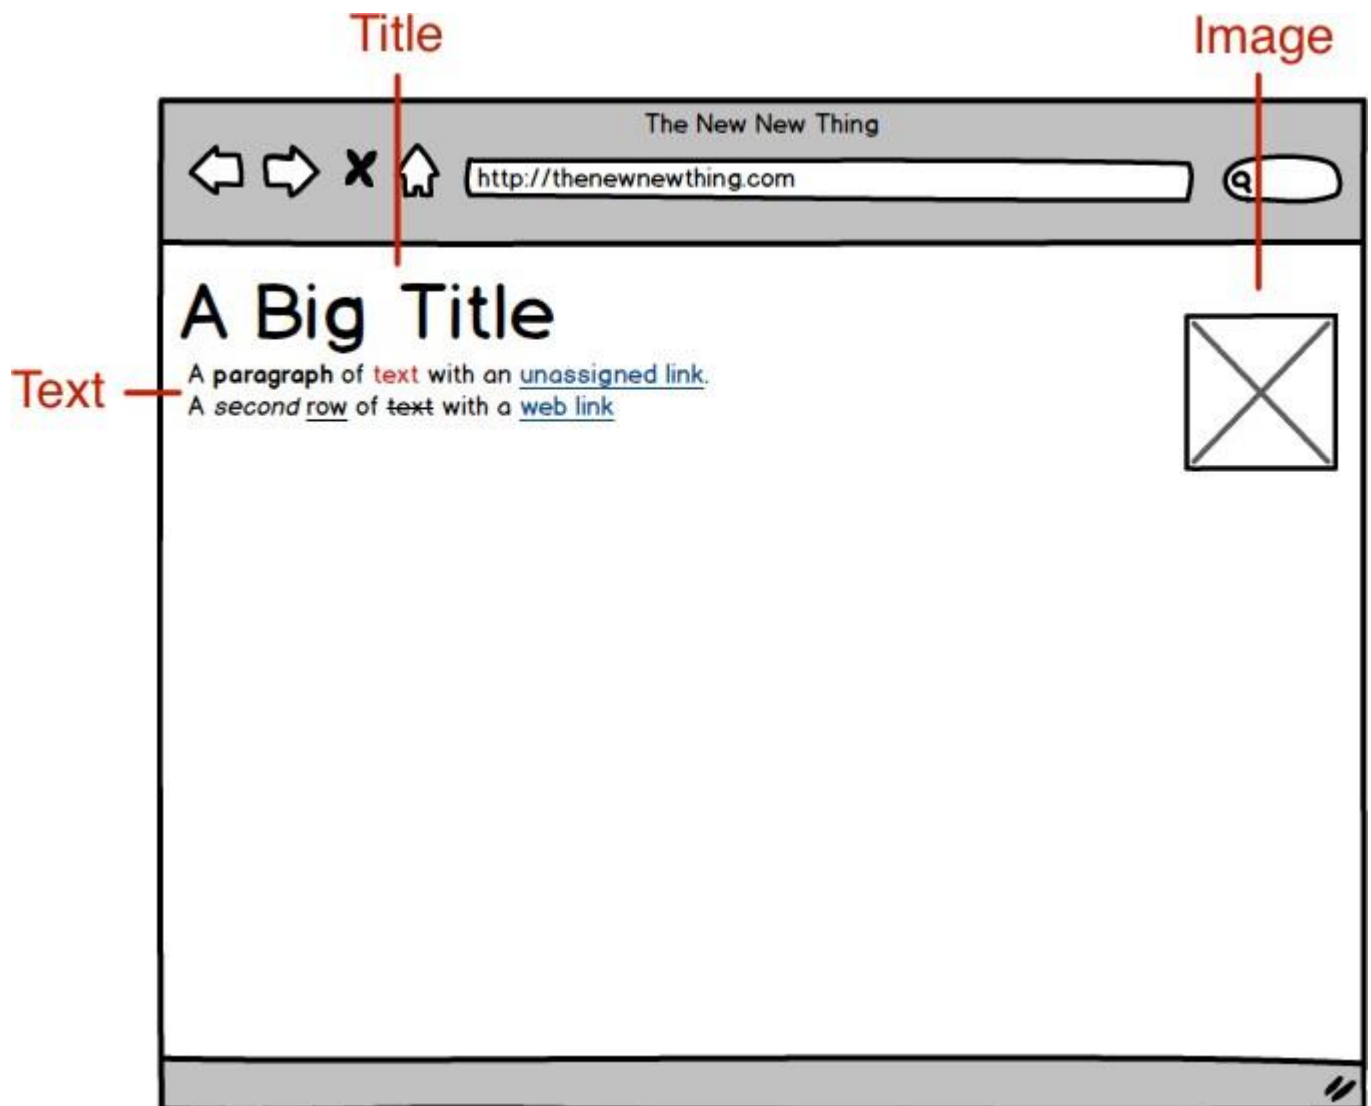 Title
Image
The New New Thing
http://thenewnewthing.com
A Big Title
A paragraph of text with an unassigned link.
Text
A second row of text with a web link